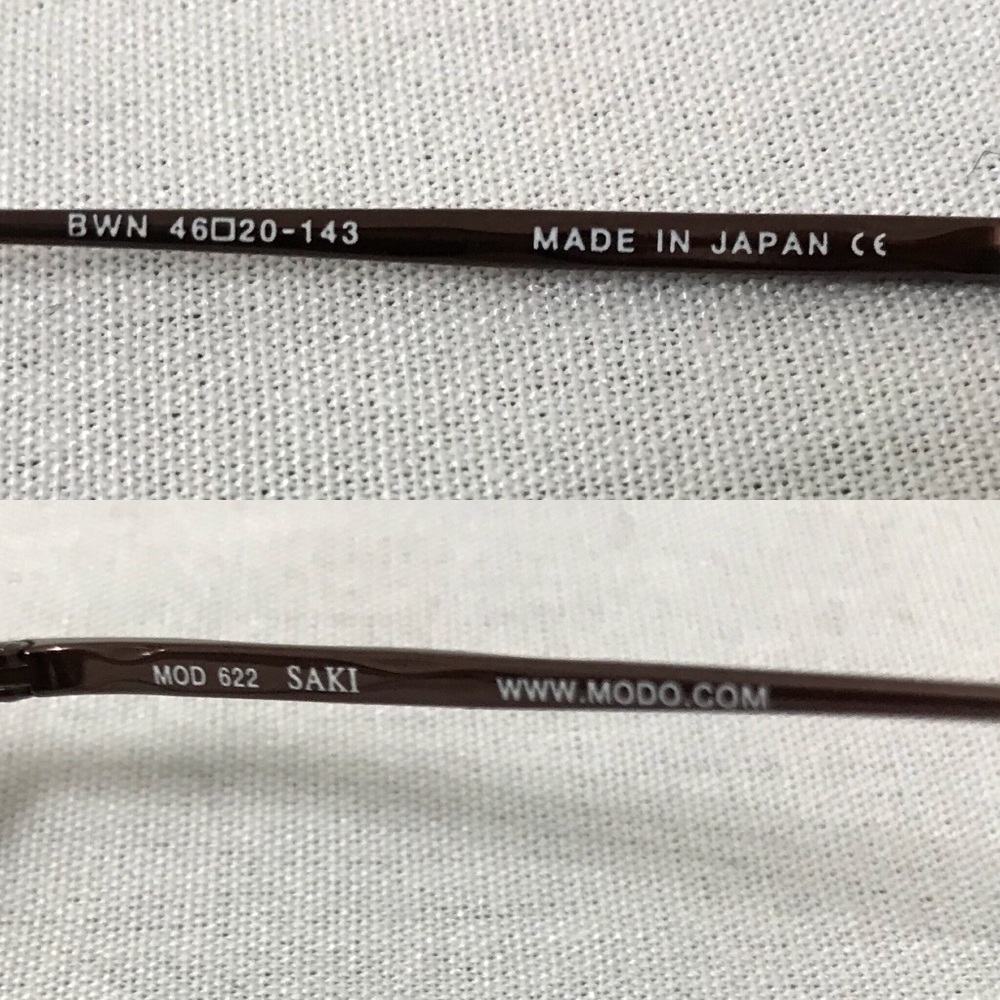 BWN 46□20-143 MADE IN JAPAN CE
MOD 622 SAKI WWW.MODO.COM